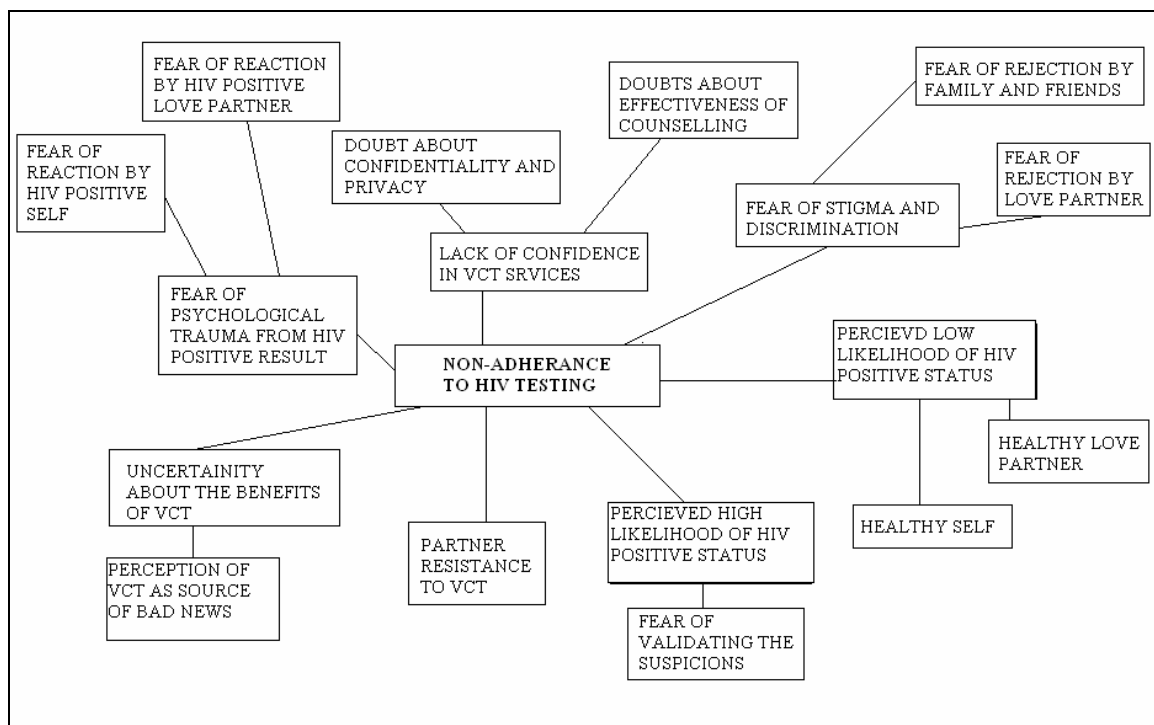 FEAR OF REACTION
BY HIV POSITIVE
LOVE PARTNER
DOUBTS ABOUT
EFFECTIVENESS OF
COUNSELLING
FEAR OF REJECTION BY
FAMILY AND FRIENDS
FEAR OF
REACTION BY
HIV POSITIVE
SELF
DOUBT ABOUT
CONFIDENTIALITY AND
PRIVACY
FEAR OF
REJECTION BY
LOVE PARTNER
FEAR OF STIGMA AND
DISCRIMINATION
LACK OF CONFIDENCE
IN VCT SRVICES
FEAR OF
PSYCHOLOGICAL
TRAUMA FROM HIV
POSITIVE RESULT
PERCIEVD LOW
LIKELIHOOD OF HIV
POSITIVE STATUS
NON-ADHERANCE
TO HIV TESTING
HEALTHY LOVE
PARTNER
UNCERTAINITY
ABOUT THE BENEFITS
OF VCT
PERCIEVED HIGH
LIKELIHOOD OF HIV
POSITIVE STATUS
HEALTHY SELF
PARTNER
RESISTANCE
TO VCT
PERCEPTION OF
VCT AS SOURCE
OF BAD NEWS
FEAR OF
VALIDATING THE
SUSPICIONS